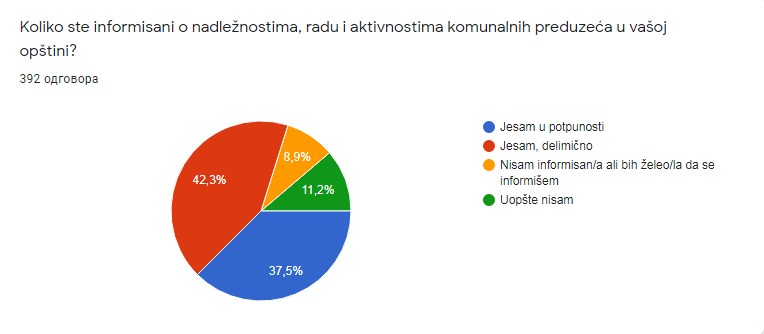 Koliko ste informisani o nadležnostima, radu i aktivnostima komunalnih preduzeća u vašoj
opštini?
392 одговора
8,9%
42,3%
11,2%
37,5%
Jesam u potpunosti
Jesam, delimično
Nisam informisan/a ali bih želeo/la da se
informišem
Uopšte nisam